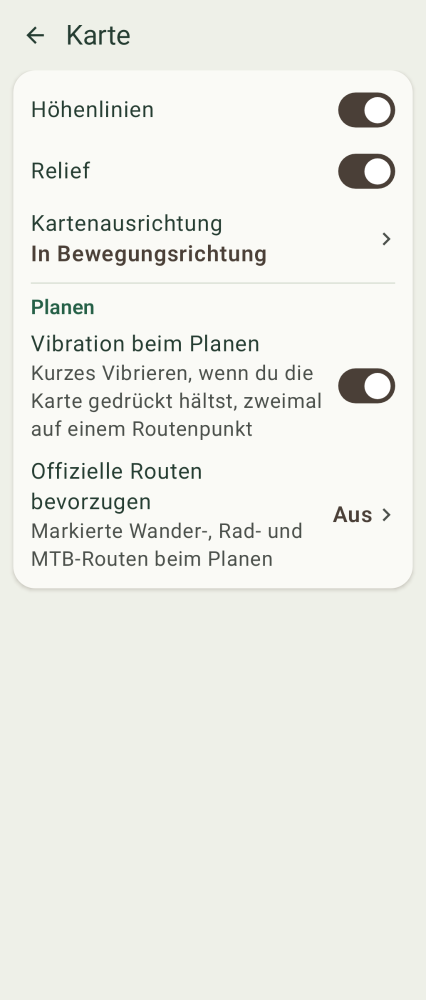 Karte
Höhenlinien
Relief
Kartenausrichtung
In Bewegungsrichtung
Planen
Vibration beim Planen
Kurzes Vibrieren, wenn du die
Karte gedrückt hältst, zweimal
auf einem Routenpunkt
Offizielle Routen
bevorzugen
Markierte Wander-, Rad- und
MTB-Routen beim Planen
Aus